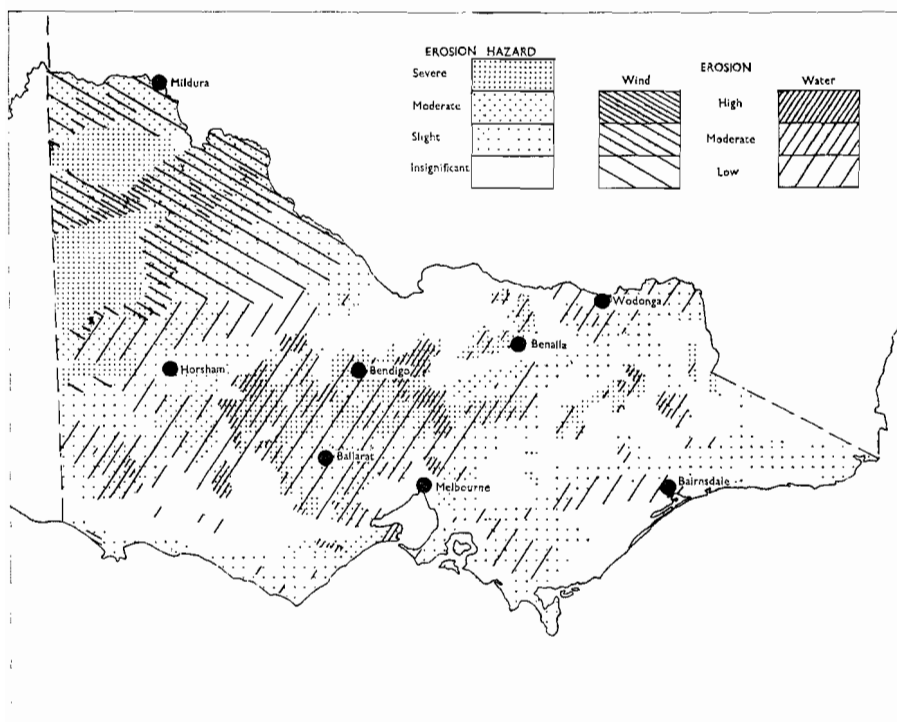 EROSION HAZARD
Severe
Moderate
Slight
Insignificant
EROSION
Wind
Water
High
Moderate
Low
Mildura
Wodonga
Benalla
Horsham
Bendigo
Ballarat
Melbourne
Bairnsdale